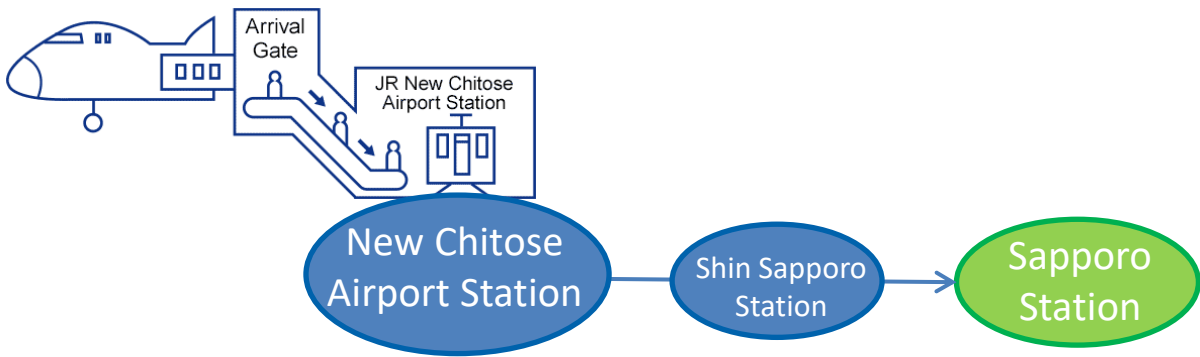 Arrival
Gate
JR New Chitose
Airport Station
New Chitose
Airport Station
Shin Sapporo
Station
Sapporo
Station